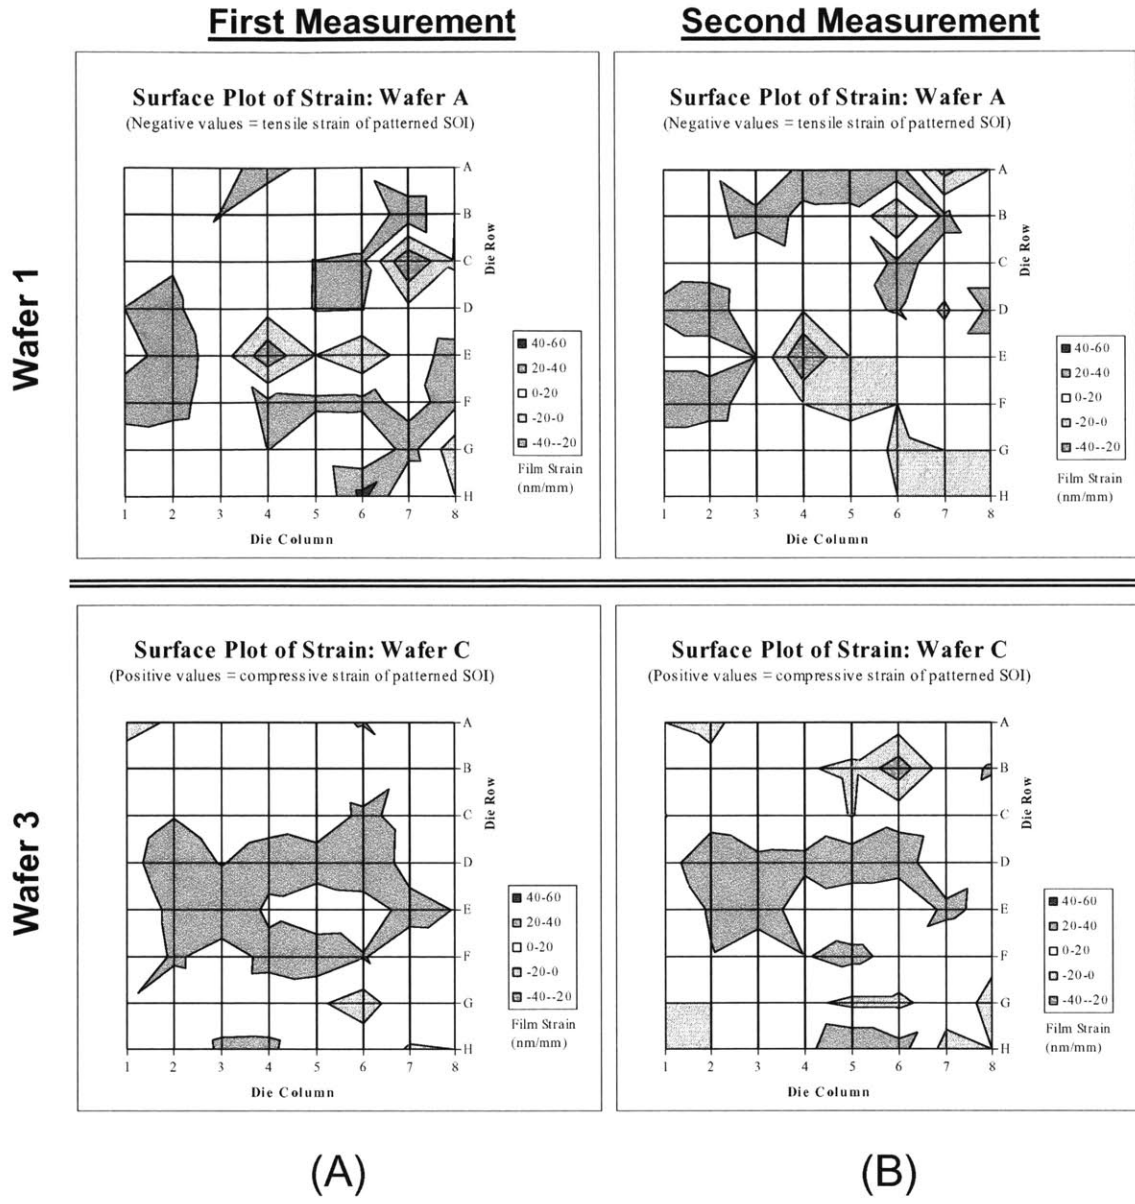 First Measurement
Second Measurement
Wafer 1
Surface Plot of Strain: Wafer A
(Negative values = tensile strain of patterned SOI)
A
B
C
D
E
F
G
H
Die Row
1 2 3 4 5 6 7 8
Die Column
40-60
20-40
0-20
-20-0
-40--20
Film Strain
(nm/mm)
Surface Plot of Strain: Wafer A
(Negative values = tensile strain of patterned SOI)
A
B
C
D
E
F
G
H
Die Row
1 2 3 4 5 6 7 8
Die Column
40-60
20-40
0-20
-20-0
-40--20
Film Strain
(nm/mm)
Wafer 3
Surface Plot of Strain: Wafer C
(Positive values = compressive strain of patterned SOI)
A
B
C
D
E
F
G
H
Die Row
1 2 3 4 5 6 7 8
Die Column
40-60
20-40
0-20
-20-0
-40--20
Film Strain
(nm/mm)
Surface Plot of Strain: Wafer C
(Positive values = compressive strain of patterned SOI)
A
B
C
D
E
F
G
H
Die Row
1 2 3 4 5 6 7 8
Die Column
40-60
20-40
0-20
-20-0
-40--20
Film Strain
(nm/mm)
(A)
(B)